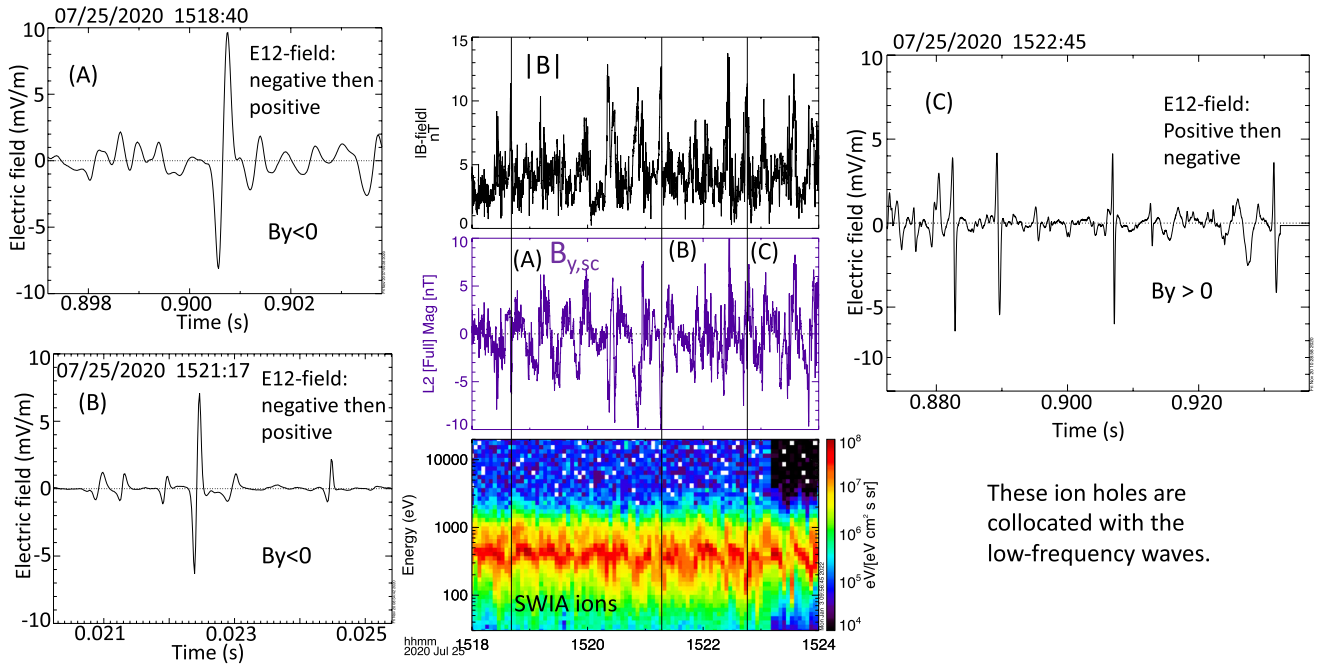 07/25/2020 1518:40
10
5
0
-5
-10
Electric field (mV/m)
(A)
E12-field:
negative then
positive
By<0
0.898
0.900
0.902
Time (s)
07/25/2020 1521:17
10
5
0
-5
-10
Electric field (mV/m)
(B)
E12-field:
negative then
positive
By<0
0.021
0.023
0.025
Time (s)
15
10
5
0
|B-field|
nT
|B|
10
5
0
-5
-10
L2 [Full] Mag [nT]
(A)
By,sc
(B)
(C)
10000
1000
100
Energy (eV)
SWIA ions
10^8
10^7
10^6
10^5
10^4
eV/[eV cm² s sr]
hhmm
2020 Jul 25
1518
1520
1522
1524
07/25/2020 1522:45
10
5
0
-5
-10
Electric field (mV/m)
(C)
E12-field:
Positive then
negative
By > 0
0.880
0.900
0.920
Time (s)
These ion holes are
collocated with the
low-frequency waves.